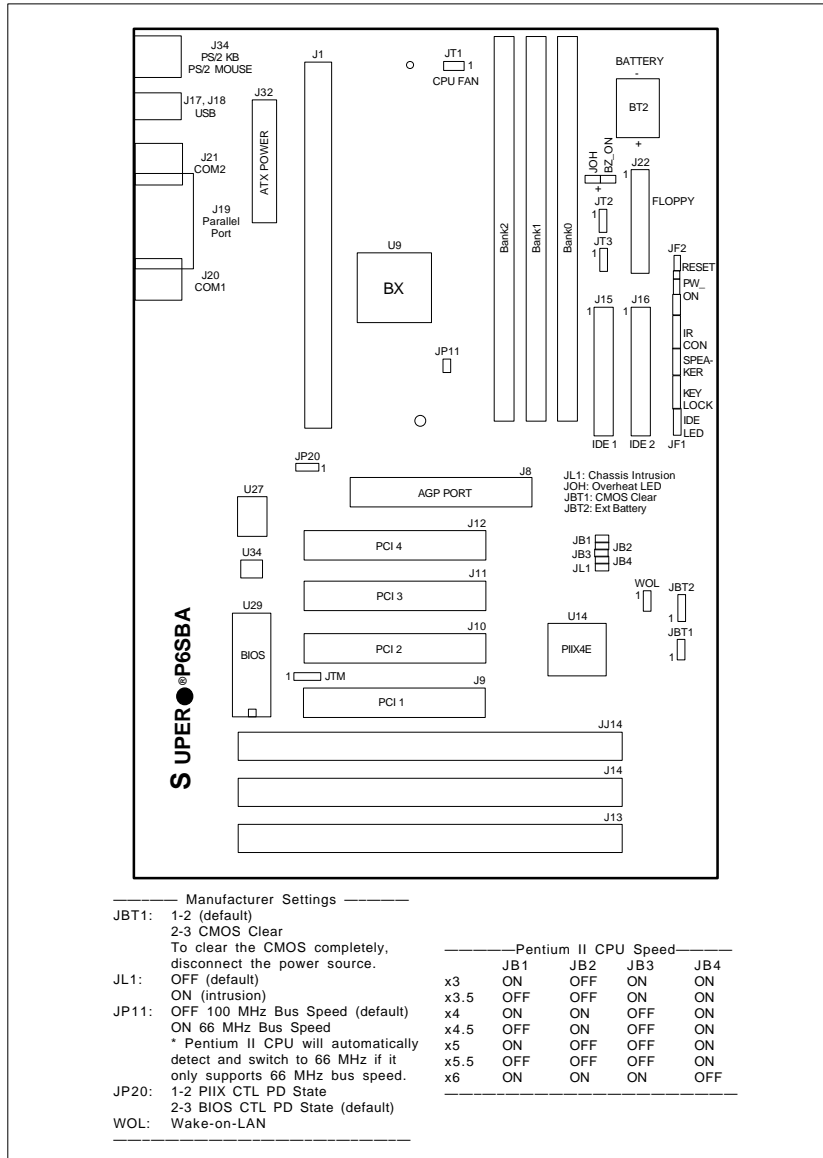 J34
PS/2 KB
PS/2 MOUSE
J17, J18
USB
J21
COM2
J19
Parallel
Port
J20
COM1
J32
ATX POWER
J1
JT1
1
CPU FAN
U9
BX
JP11
Bank2
Bank1
Bank0
BATTERY
-
BT2
+
JOH
BZ_ON
+
J22
1
FLOPPY
JT2
1
JT3
1
JF2
RESET
PW_
ON
IR
CON
SPEA-
KER
KEY
LOCK
IDE
LED
JF1
J15
1
IDE 1
J16
1
IDE 2
JP20
1
J8
AGP PORT
JL1: Chassis Intrusion
JOH: Overheat LED
JBT1: CMOS Clear
JBT2: Ext Battery
U27
U34
U29
BIOS
J12
PCI 4
J11
PCI 3
J10
PCI 2
1 JTM
J9
PCI 1
JB1
JB2
JB3
JB4
JL1
WOL
1
JBT2
1
JBT1
1
U14
PIIX4E
JJ14
J14
J13
SUPER®P6SBA
Manufacturer Settings
JBT1: 1-2 (default)
2-3 CMOS Clear
To clear the CMOS completely,
disconnect the power source.
JL1: OFF (default)
ON (intrusion)
JP11: OFF 100 MHz Bus Speed (default)
ON 66 MHz Bus Speed
* Pentium II CPU will automatically
detect and switch to 66 MHz if it
only supports 66 MHz bus speed.
JP20: 1-2 PIIX CTL PD State
2-3 BIOS CTL PD State (default)
WOL: Wake-on-LAN
Pentium II CPU Speed
JB1 JB2 JB3 JB4
x3 ON OFF ON ON
x3.5 OFF OFF ON ON
x4 ON ON OFF ON
x4.5 OFF ON OFF ON
x5 ON OFF OFF ON
x5.5 OFF OFF OFF ON
x6 ON ON ON OFF